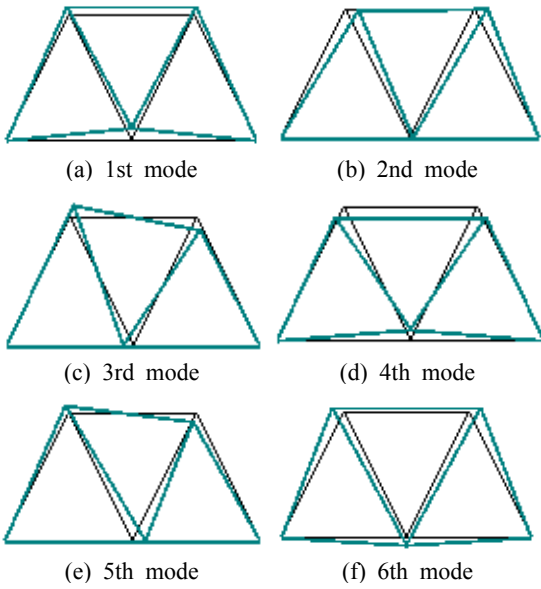 (a) 1st mode
(b) 2nd mode
(c) 3rd mode
(d) 4th mode
(e) 5th mode
(f) 6th mode